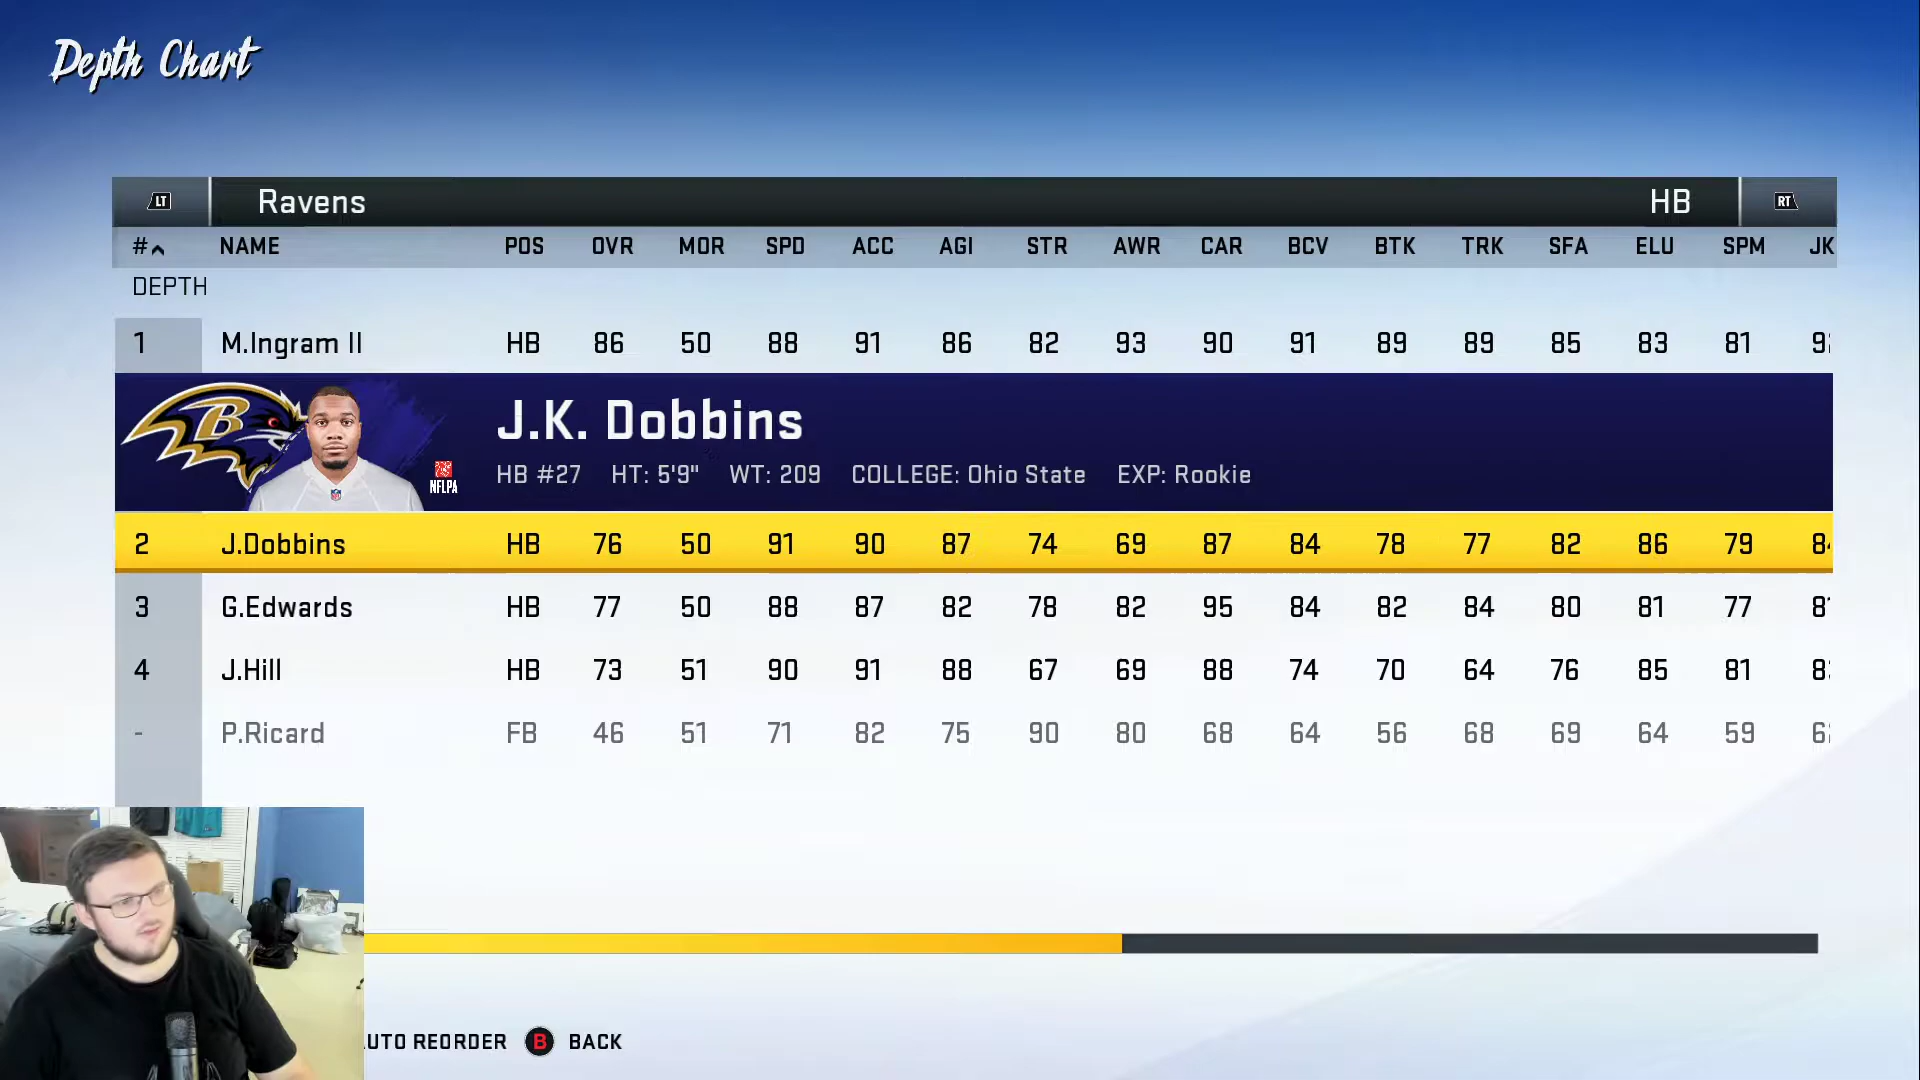 Depth Chart
LT Ravens HB RT
# NAME POS OVR MOR SPD ACC AGI STR AWR CAR BCV BTK TRK SFA ELU SPM JK
DEPTH
1 M.Ingram II HB 86 50 88 91 86 82 93 90 91 89 89 85 83 81
B
J.K. Dobbins
HB #27 HT: 5'9" WT: 209 COLLEGE: Ohio State EXP: Rookie
NFLPA
2 J.Dobbins HB 76 50 91 90 87 74 69 87 84 78 77 82 86 79
3 G.Edwards HB 77 50 88 87 82 78 82 95 84 82 84 80 81 77
4 J.Hill HB 73 51 90 91 88 67 69 88 74 70 64 76 85 81
- P.Ricard FB 46 51 71 82 75 90 80 68 64 56 68 69 64 59
AUTO REORDER B BACK